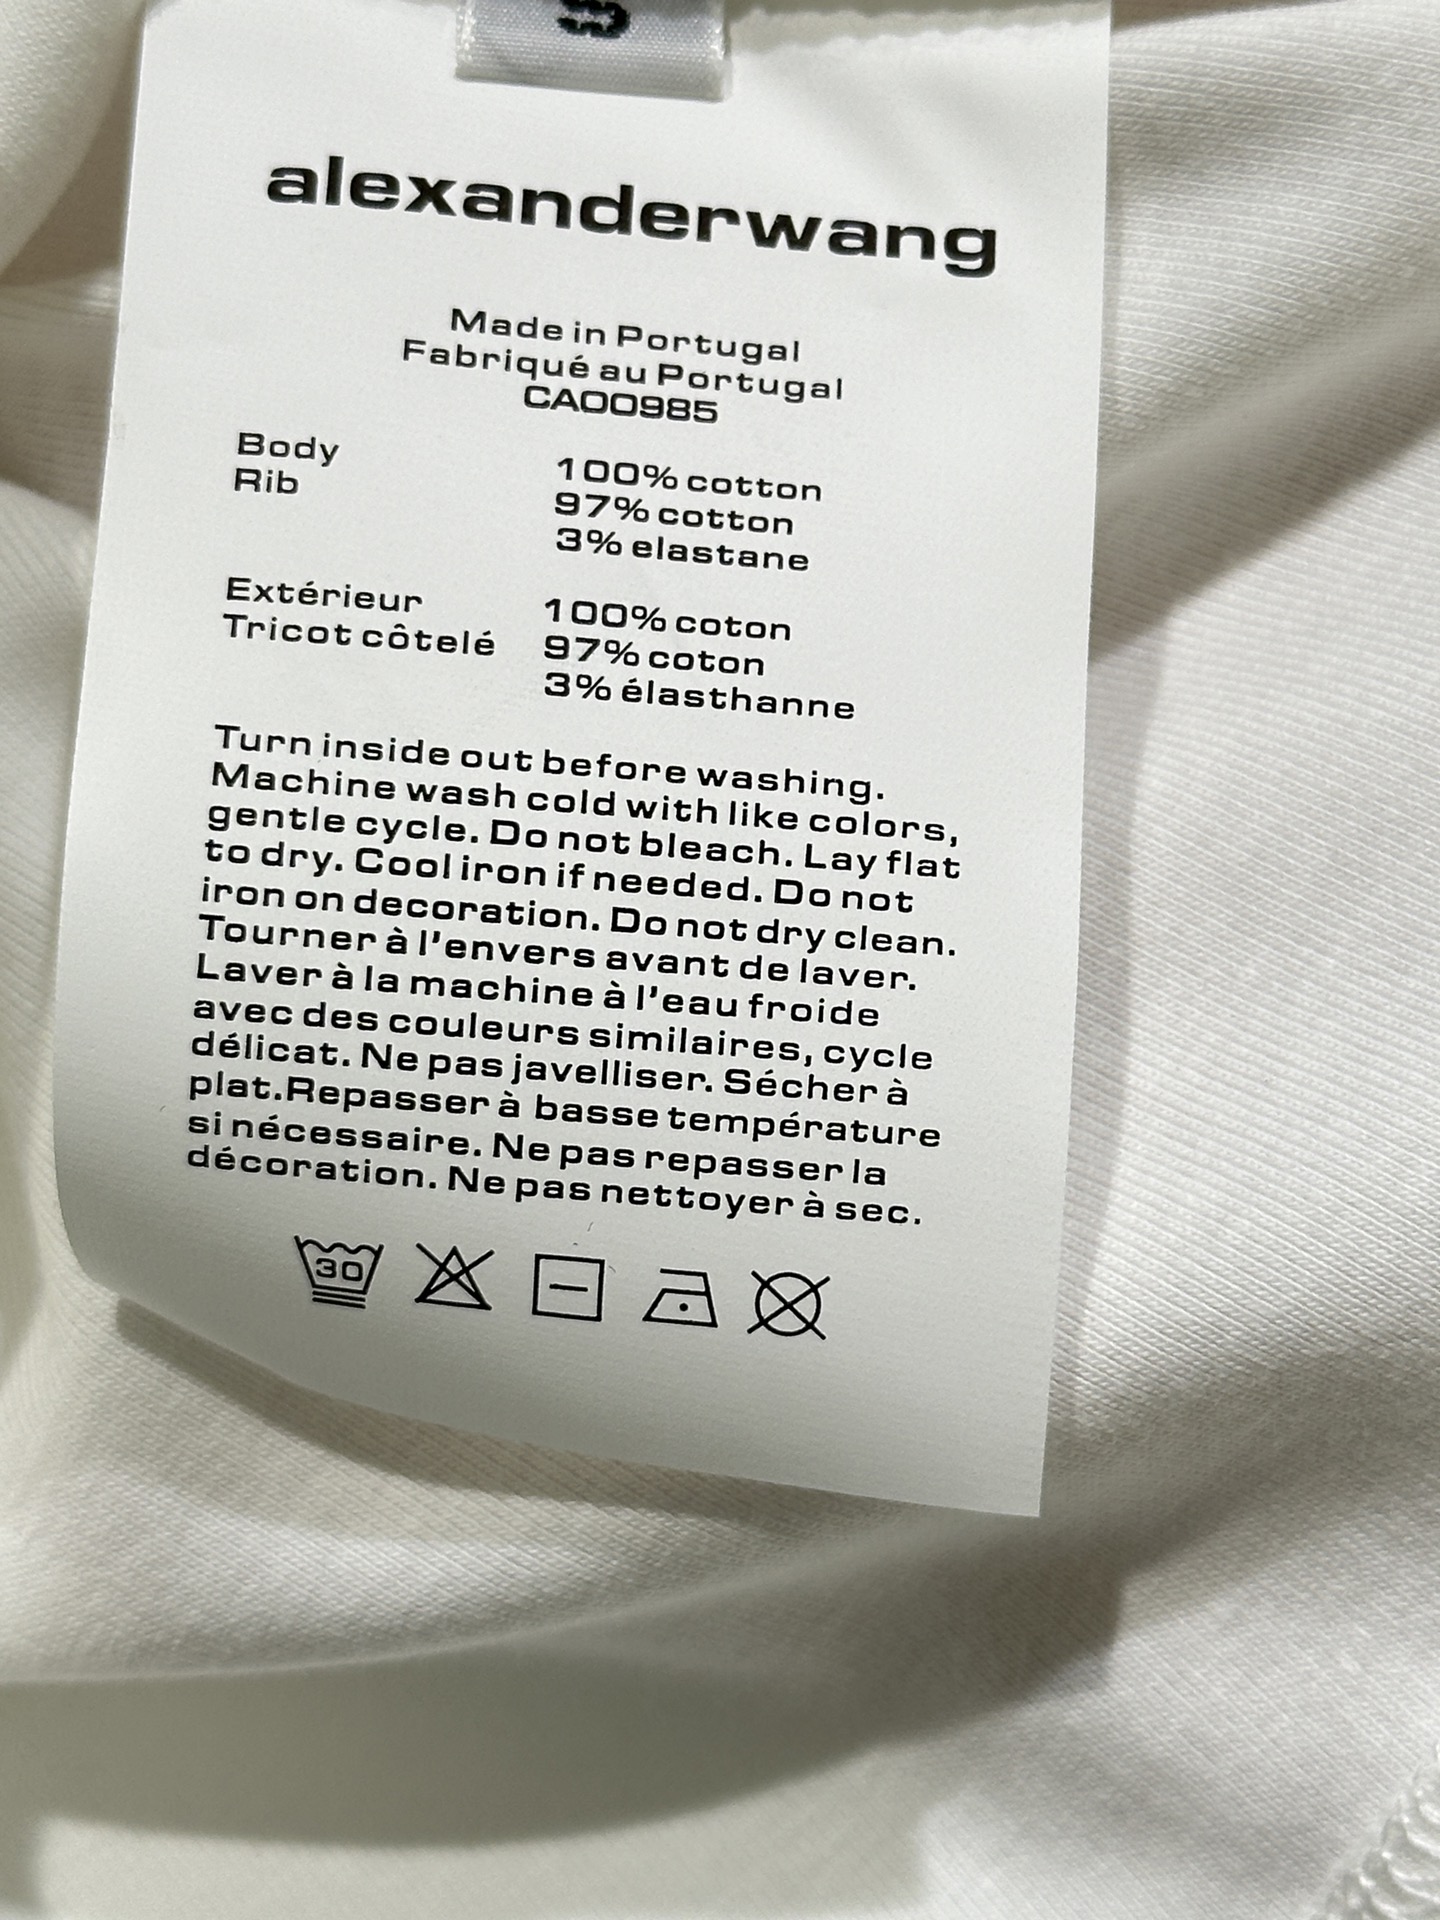 alexanderwang
Made in Portugal
Fabriqué au Portugal
CA00985
Body 100% cotton
Rib 97% cotton
3% elastane
Extérieur 100% coton
Tricot côtelé 97% coton
3% élasthanne
Turn inside out before washing.
Machine wash cold with like colors,
gentle cycle. Do not bleach. Lay flat
to dry. Cool iron if needed. Do not
iron on decoration. Do not dry clean.
Tourner à l'envers avant de laver.
Laver à la machine à l'eau froide
avec des couleurs similaires, cycle
délicat. Ne pas javelliser. Sécher à
plat.Repasser à basse température
si nécessaire. Ne pas repasser la
décoration. Ne pas nettoyer à sec.
30